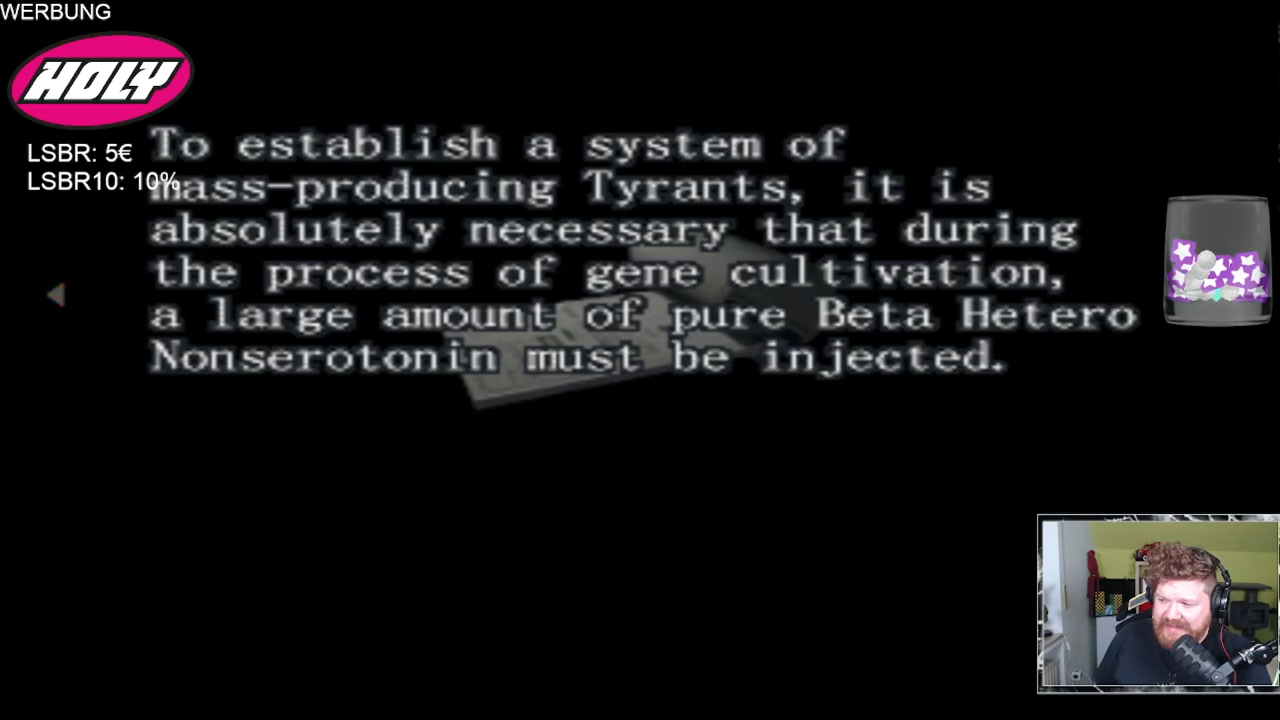 WERBUNG
HOLY
LSBR: 5€
LSBR10: 10%
To establish a system of
mass-producing Tyrants, it is
absolutely necessary that during
the process of gene cultivation,
a large amount of pure Beta Hetero
Nonserotonin must be injected.